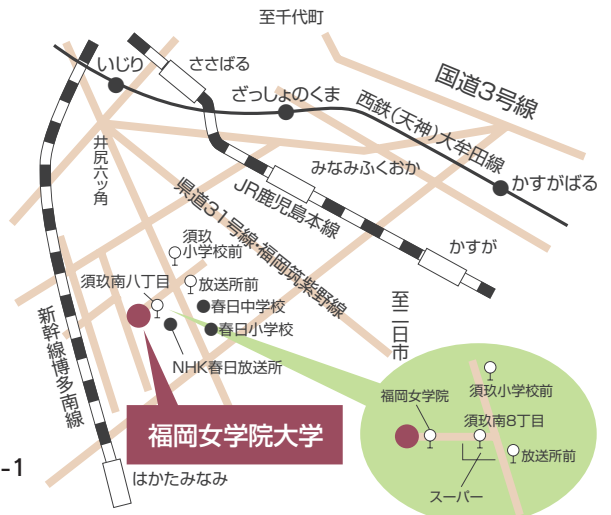 至千代町
いじり
ささばる
ざっしょのくま
国道3号線
西鉄(天神)大牟田線
井尻六ッ角
みなみふくおか
かすがばる
JR鹿児島本線
県道31号線・福岡筑紫野線
須玖
小学校前
かすが
須玖南八丁目
放送所前
春日中学校
春日小学校
至二日市
新幹線博多南線
NHK春日放送所
須玖小学校前
福岡女学院
須玖南8丁目
福岡女学院大学
放送所前
スーパー
-1
はかたみなみ